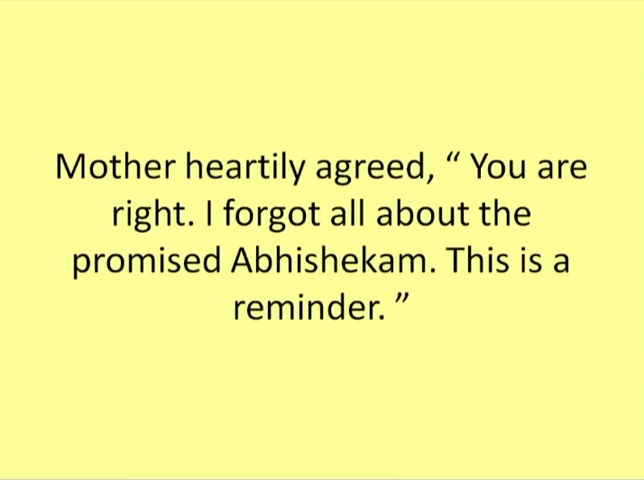 Mother heartily agreed, “ You are
right. I forgot all about the
promised Abhishekam. This is a
reminder. ”